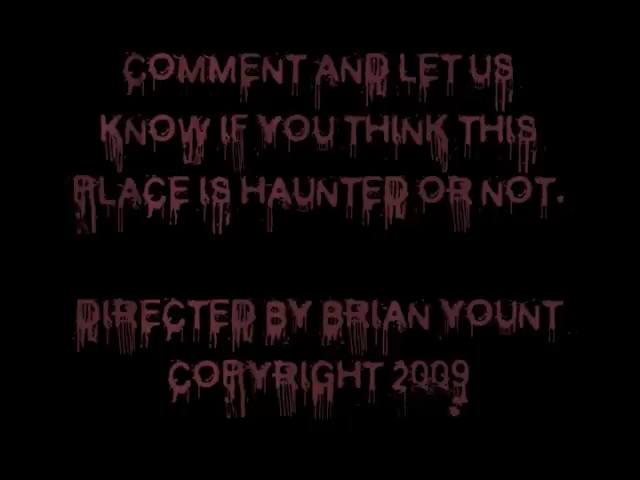 COMMENT AND LET US
KNOW IF YOU THINK THIS
PLACE IS HAUNTED OR NOT.
DIRECTED BY BRIAN YOUNT
COPYRIGHT 2009